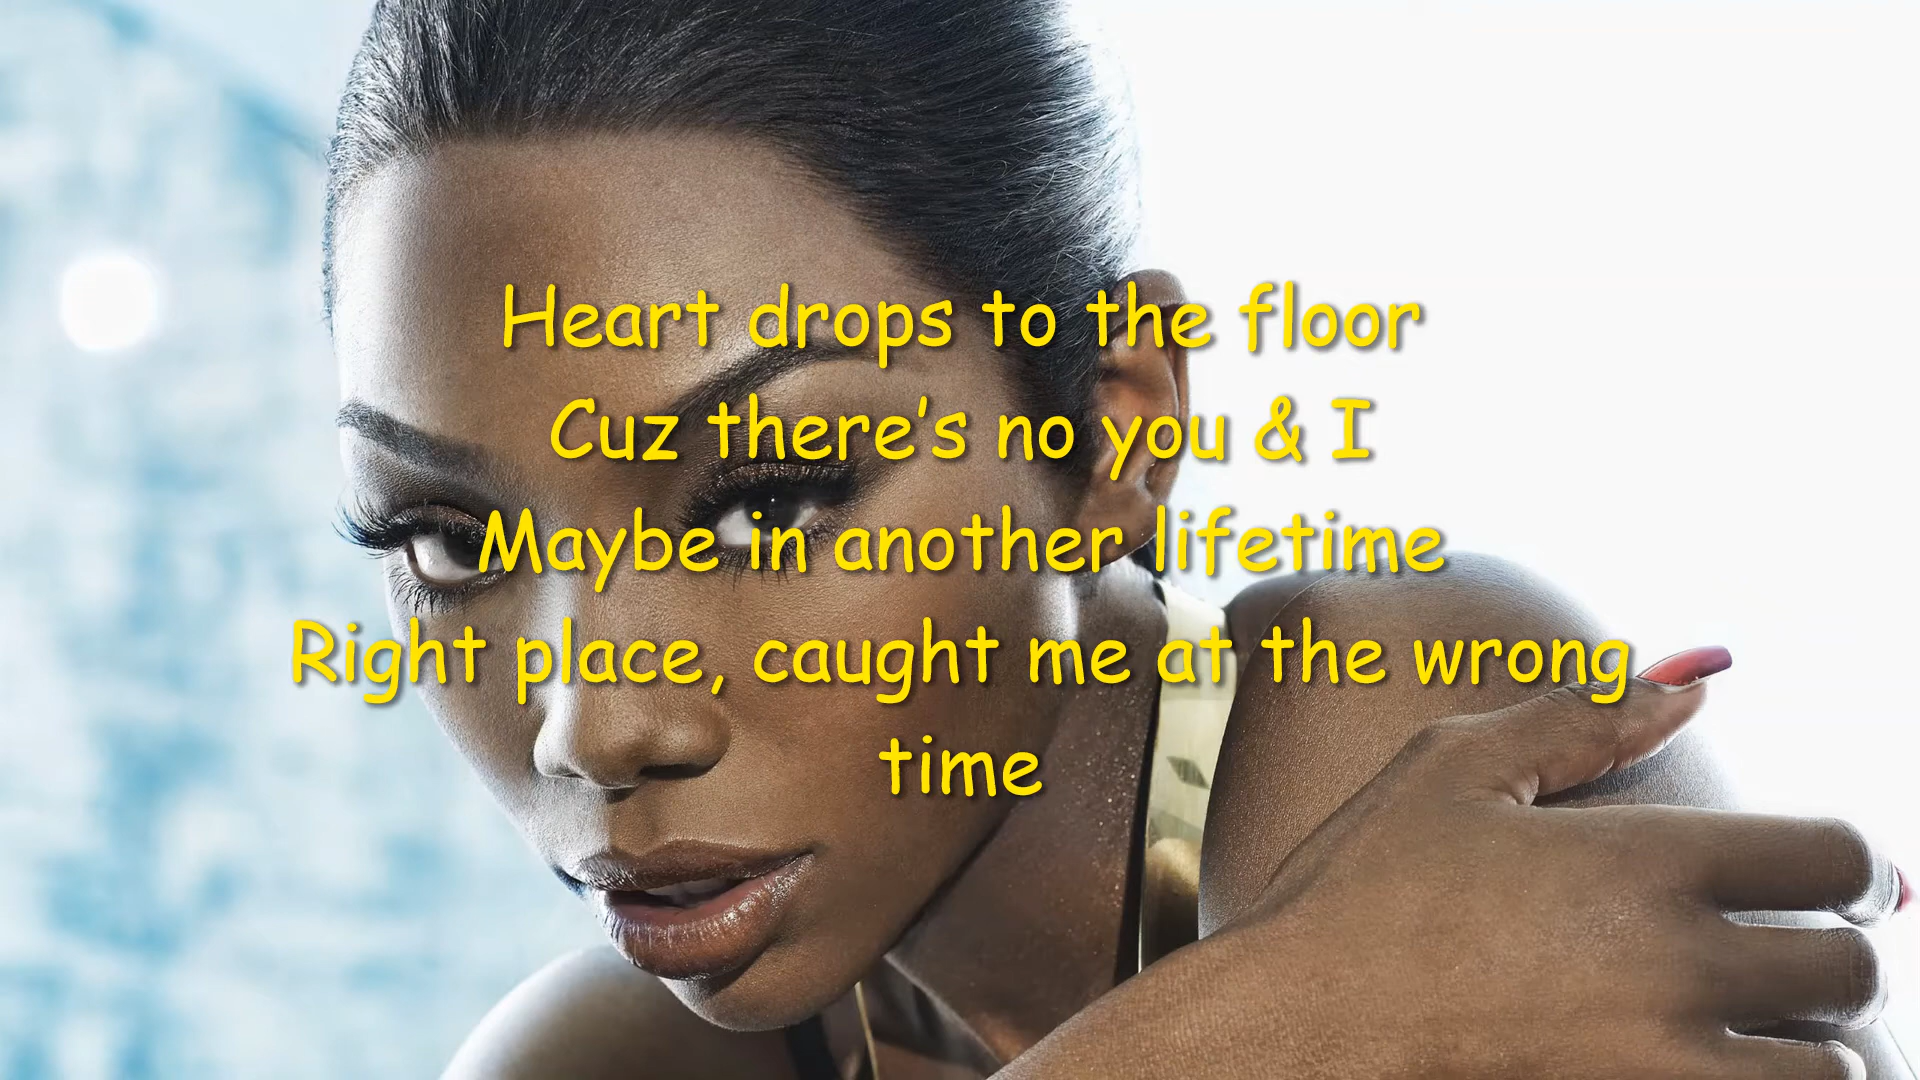 Heart drops to the floor
Cuz there’s no you & I
Maybe in another lifetime
Right place, caught me at the wrong
time